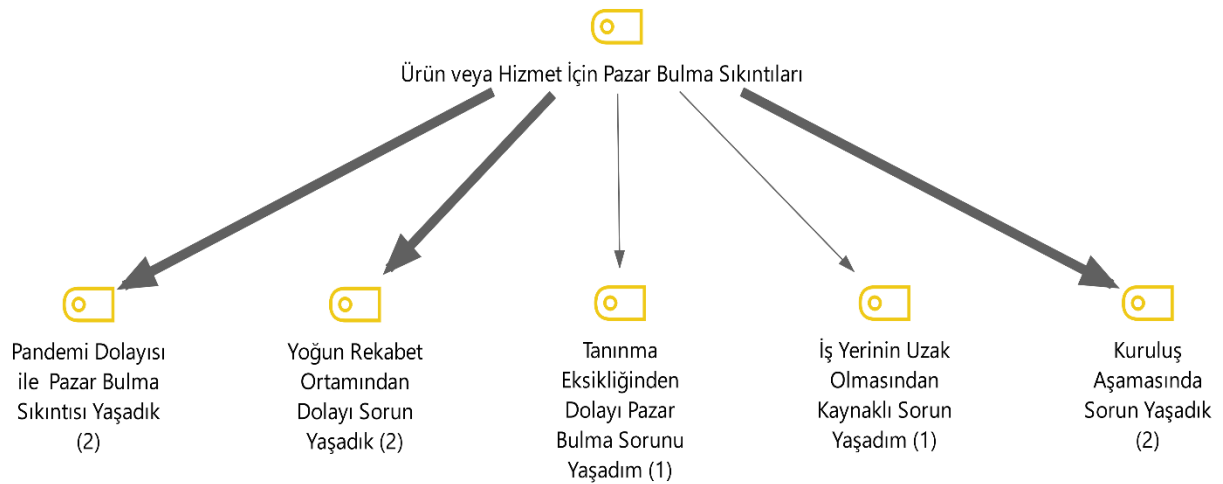 Ürün veya Hizmet İçin Pazar Bulma Sıkıntıları
Pandemi Dolayısı
ile Pazar Bulma
Sıkıntısı Yaşadık
(2)
Yoğun Rekabet
Ortamından
Dolayı Sorun
Yaşadık (2)
Tanınma
Eksikliğinden
Dolayı Pazar
Bulma Sorunu
Yaşadım (1)
İş Yerinin Uzak
Olmasından
Kaynaklı Sorun
Yaşadım (1)
Kuruluş
Aşamasında
Sorun Yaşadık
(2)